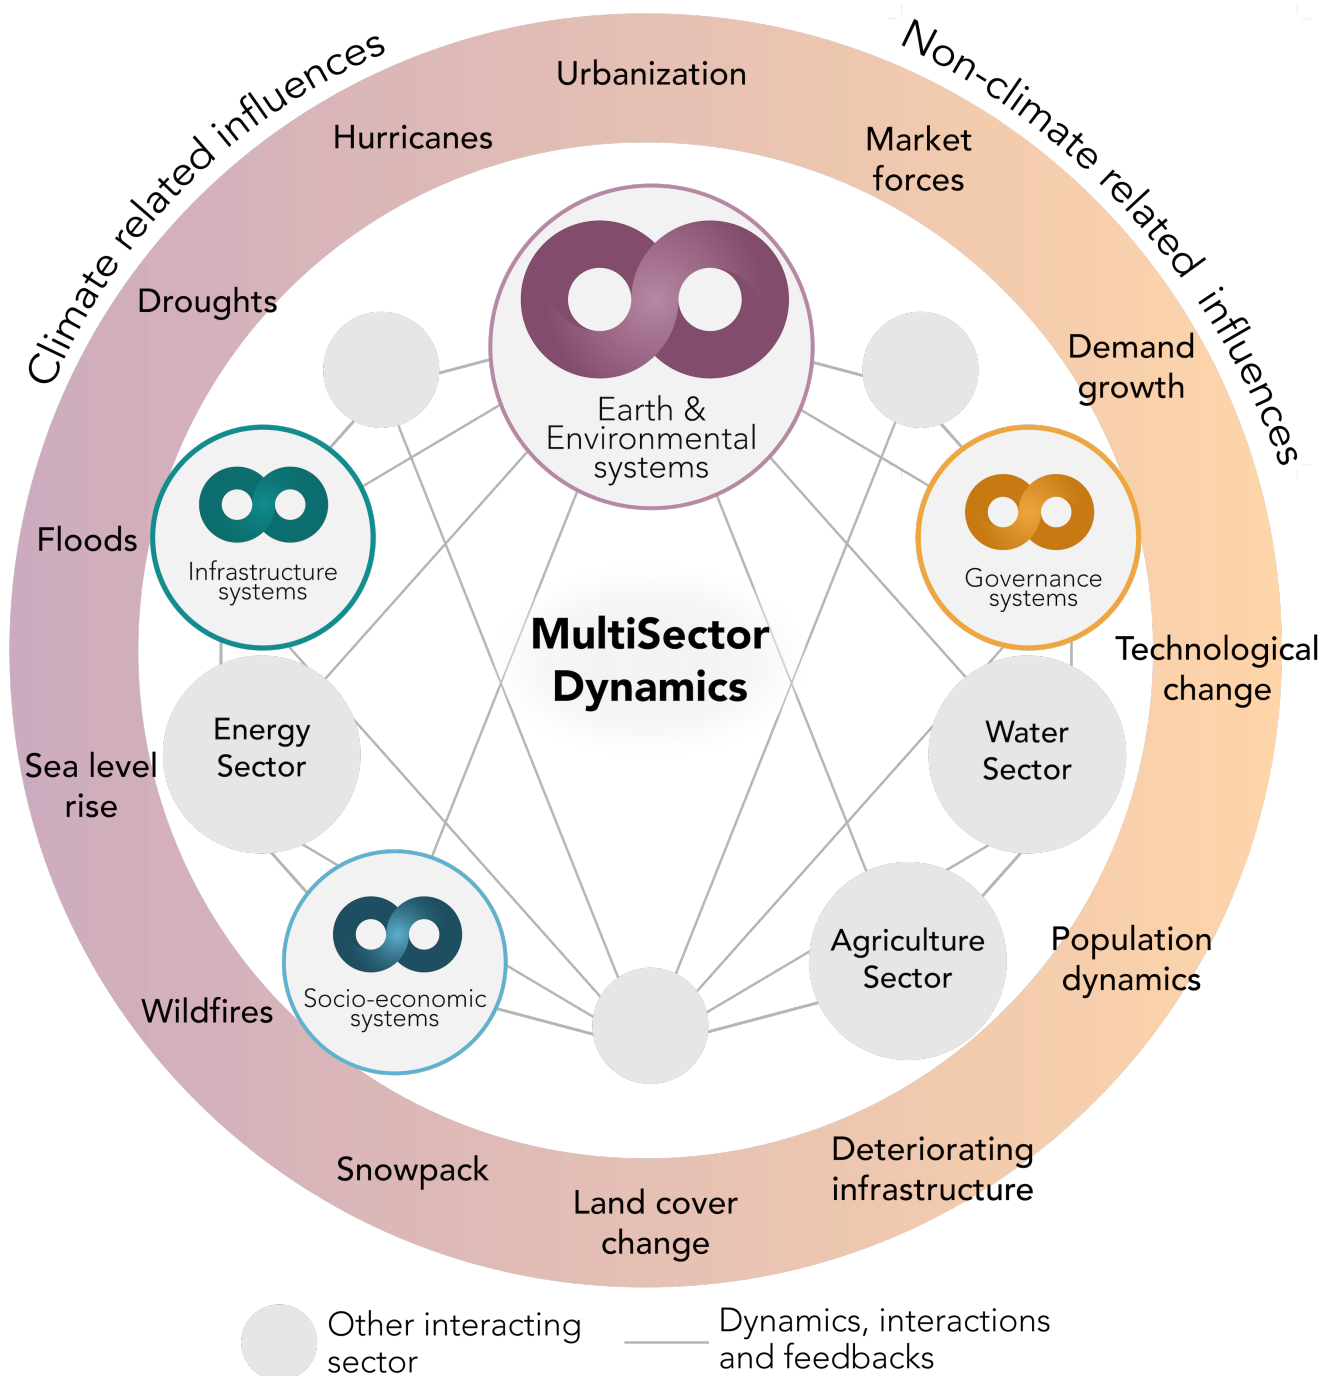 Climate related influences
Non-climate related influences
Urbanization
Hurricanes
Market
forces
Droughts
Demand
growth
Earth &
Environmental
systems
Floods
Infrastructure
systems
Governance
systems
MultiSector
Dynamics
Technological
change
Energy
Sector
Water
Sector
Sea level
rise
Agriculture
Sector
Population
dynamics
Socio-economic
systems
Wildfires
Snowpack
Deteriorating
infrastructure
Land cover
change
Other interacting
sector
Dynamics, interactions
and feedbacks